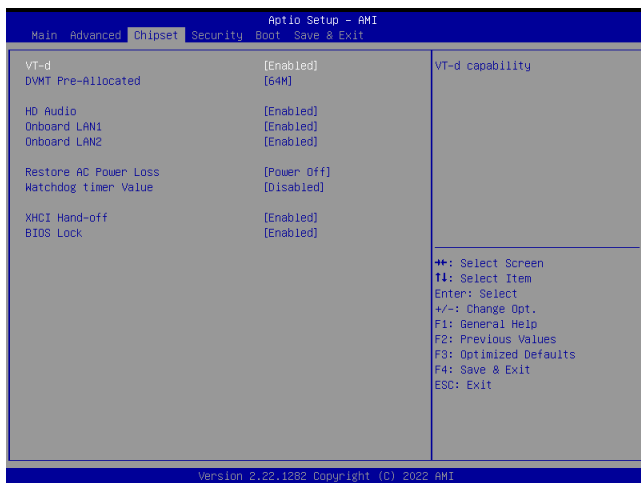 Aptio Setup – AMI
Main Advanced Chipset Security Boot Save & Exit
VT-d [Enabled]
DVMT Pre-Allocated [64M]
HD Audio [Enabled]
Onboard LAN1 [Enabled]
Onboard LAN2 [Enabled]
Restore AC Power Loss [Power Off]
Watchdog timer Value [Disabled]
XHCI Hand-off [Enabled]
BIOS Lock [Enabled]
VT-d capability
→←: Select Screen
↑↓: Select Item
Enter: Select
+/-: Change Opt.
F1: General Help
F2: Previous Values
F3: Optimized Defaults
F4: Save & Exit
ESC: Exit
Version 2.22.1282 Copyright (C) 2022 AMI